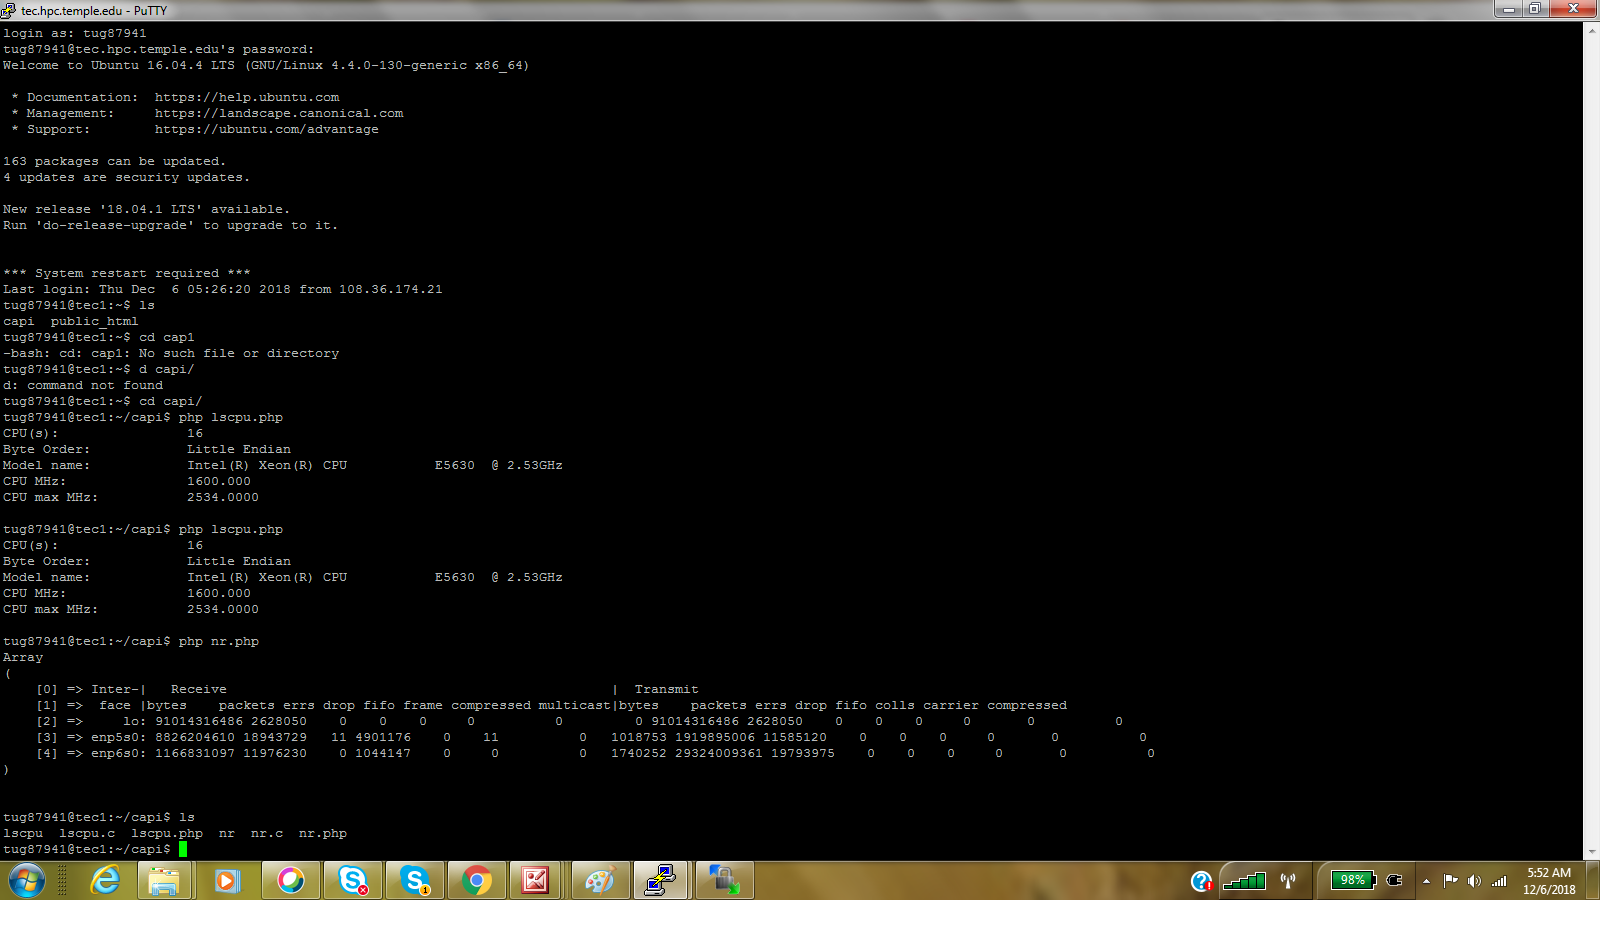 tec.hpc.temple.edu - PuTTY
login as: tug87941
tug87941@tec.hpc.temple.edu's password:
Welcome to Ubuntu 16.04.4 LTS (GNU/Linux 4.4.0-130-generic x86_64)
* Documentation:  https://help.ubuntu.com
* Management:     https://landscape.canonical.com
* Support:        https://ubuntu.com/advantage
163 packages can be updated.
4 updates are security updates.
New release '18.04.1 LTS' available.
Run 'do-release-upgrade' to upgrade to it.
*** System restart required ***
Last login: Thu Dec  6 05:26:20 2018 from 108.36.174.21
tug87941@tec1:~$ ls
capi  public_html
tug87941@tec1:~$ cd cap1
-bash: cd: cap1: No such file or directory
tug87941@tec1:~$ d capi/
d: command not found
tug87941@tec1:~$ cd capi/
tug87941@tec1:~/capi$ php lscpu.php
CPU(s):                16
Byte Order:            Little Endian
Model name:            Intel(R) Xeon(R) CPU           E5630  @ 2.53GHz
CPU MHz:               1600.000
CPU max MHz:           2534.0000
tug87941@tec1:~/capi$ php lscpu.php
CPU(s):                16
Byte Order:            Little Endian
Model name:            Intel(R) Xeon(R) CPU           E5630  @ 2.53GHz
CPU MHz:               1600.000
CPU max MHz:           2534.0000
tug87941@tec1:~/capi$ php nr.php
Array
(
[0] => Inter-|   Receive                                                |  Transmit
[1] =>  face |bytes    packets errs drop fifo frame compressed multicast|bytes    packets errs drop fifo colls carrier compressed
[2] =>     lo: 91014316486 2628050    0    0    0     0          0         0 91014316486 2628050    0    0    0     0       0          0
[3] => enp5s0: 8826204610 18943729   11 4901176    0    11          0   1018753 1919895006 11585120    0    0    0     0       0          0
[4] => enp6s0: 1166831097 11976230    0 1044147    0     0          0   1740252 29324009361 19793975    0    0    0     0       0          0
)
tug87941@tec1:~/capi$ ls
lscpu  lscpu.c  lscpu.php  nr  nr.c  nr.php
tug87941@tec1:~/capi$
98%
5:52 AM
12/6/2018